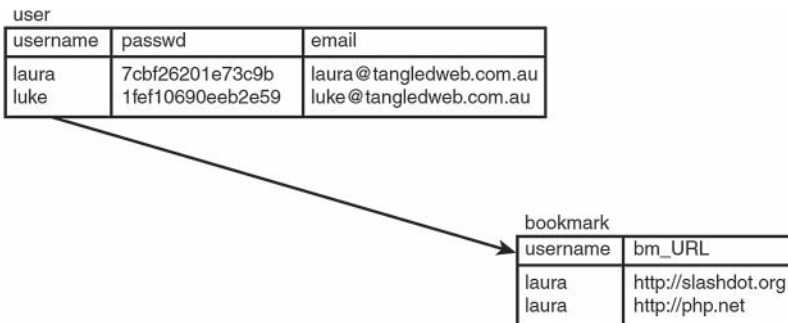 user
username passwd email
laura 7cbf26201e73c9b laura@tangledweb.com.au
luke 1fef10690eeb2e59 luke@tangledweb.com.au
bookmark
username bm_URL
laura http://slashdot.org
laura http://php.net